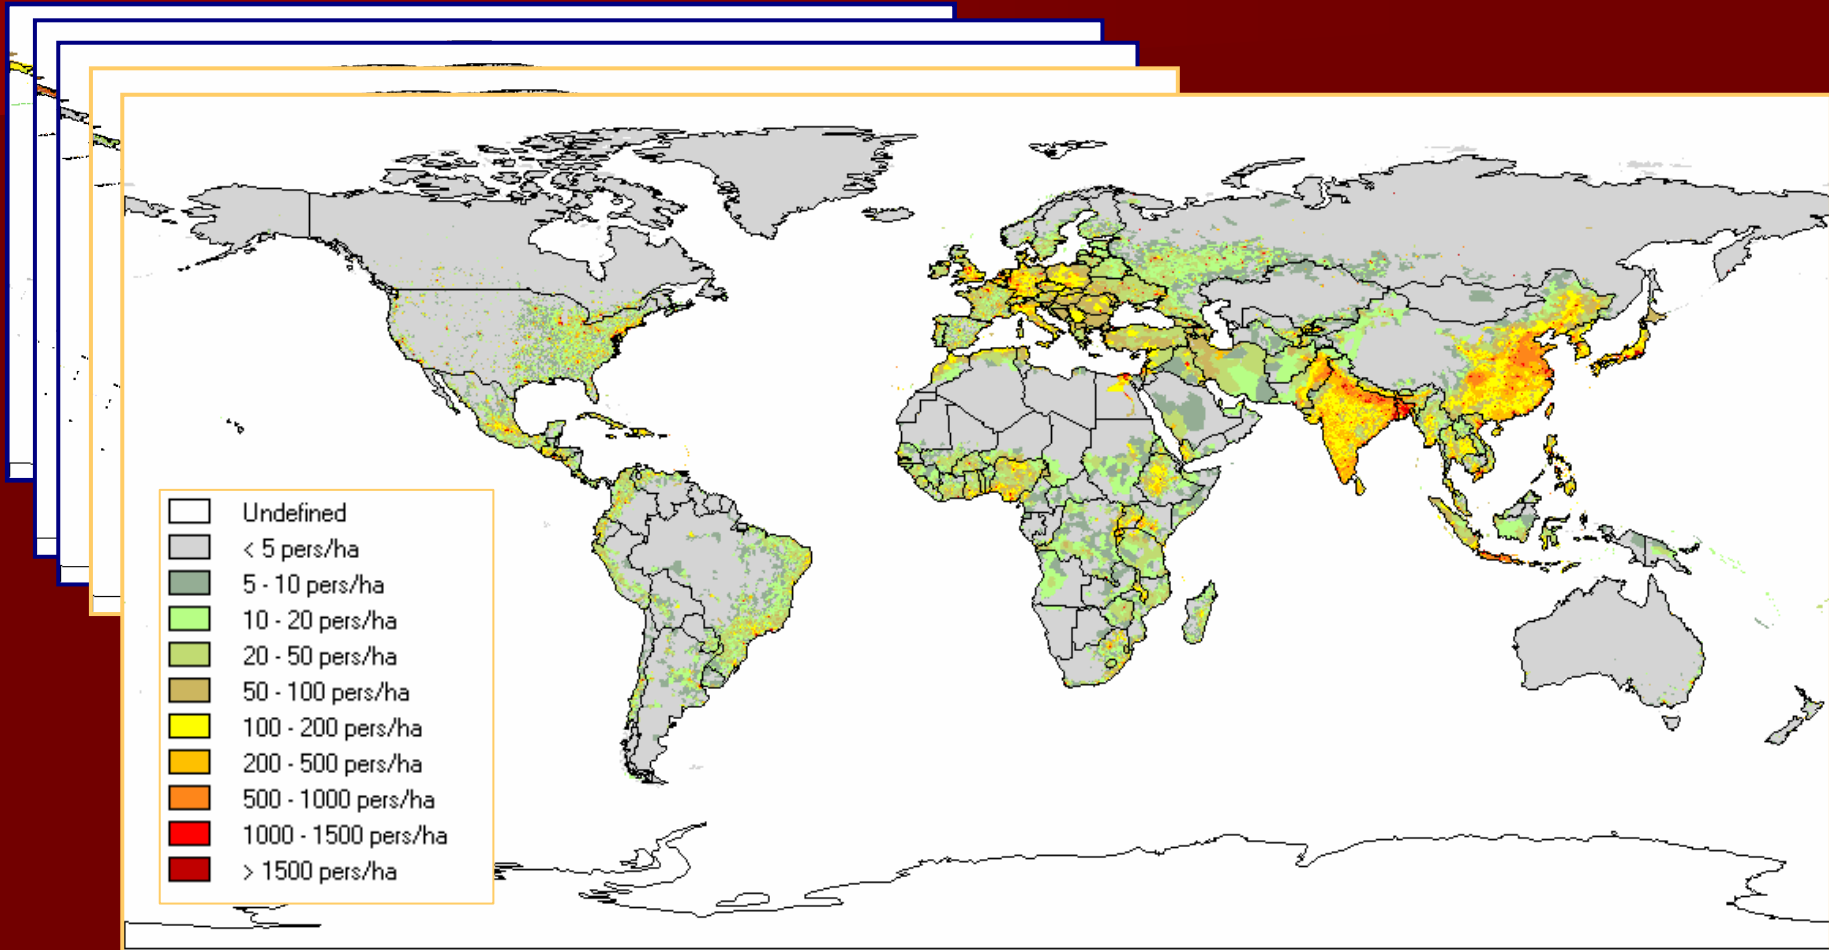 Undefined
< 5 pers/ha
5 - 10 pers/ha
10 - 20 pers/ha
20 - 50 pers/ha
50 - 100 pers/ha
100 - 200 pers/ha
200 - 500 pers/ha
500 - 1000 pers/ha
1000 - 1500 pers/ha
> 1500 pers/ha